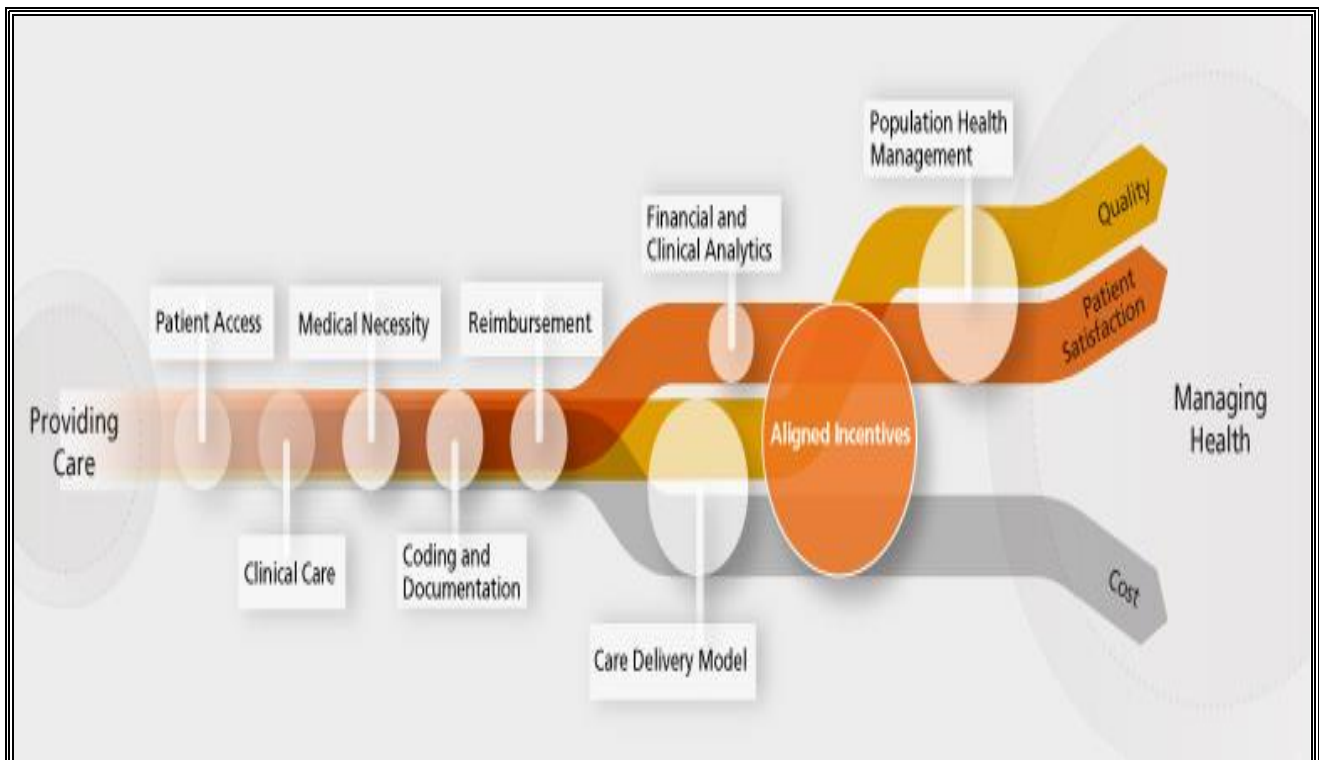 Population Health
Management
Quality
Financial and
Clinical Analytics
Patient
Satisfaction
Patient Access
Medical Necessity
Reimbursement
Providing
Care
Aligned Incentives
Managing
Health
Clinical Care
Coding and
Documentation
Cost
Care Delivery Model